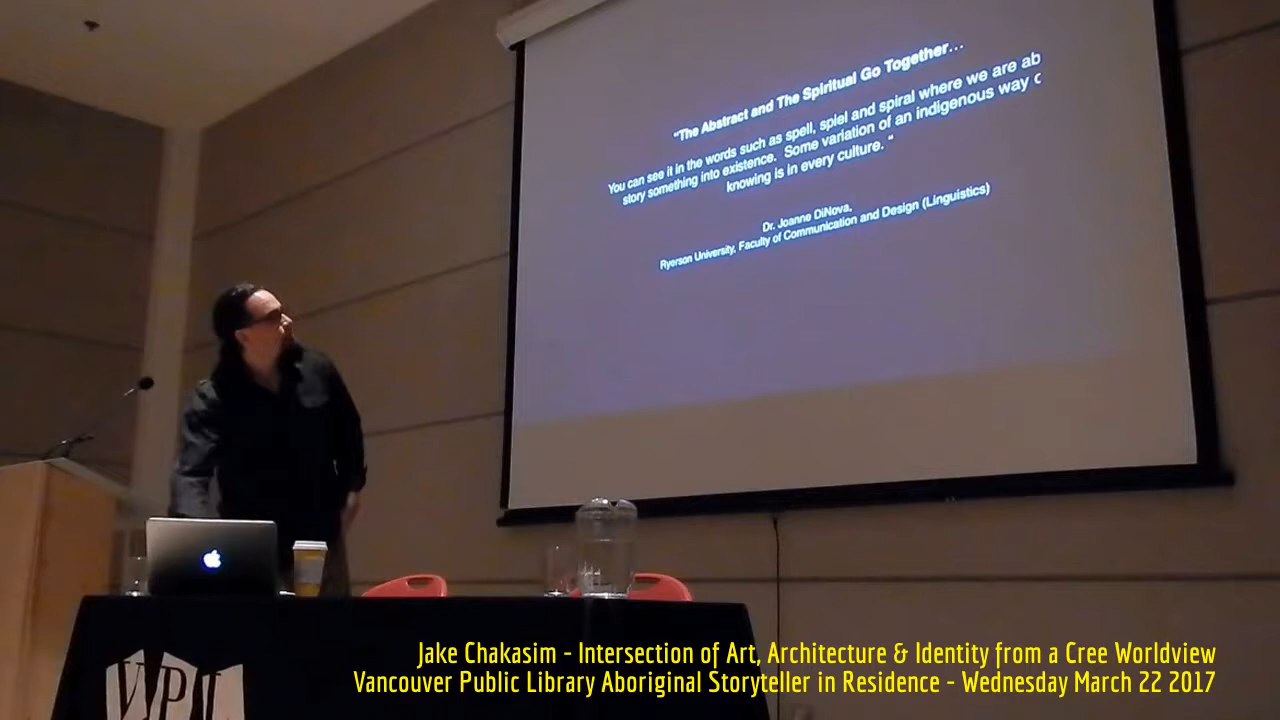 "The Abstract and The Spiritual Go Together...
You can see it in the words such as spell, spiel and spiral where we are ab
story something into existence. Some variation of an indigenous way o
knowing is in every culture. "
Dr. Joanne DiNova,
Ryerson University, Faculty of Communication and Design (Linguistics)
VPL
Jake Chakasim - Intersection of Art, Architecture & Identity from a Cree Worldview
Vancouver Public Library Aboriginal Storyteller in Residence - Wednesday March 22 2017